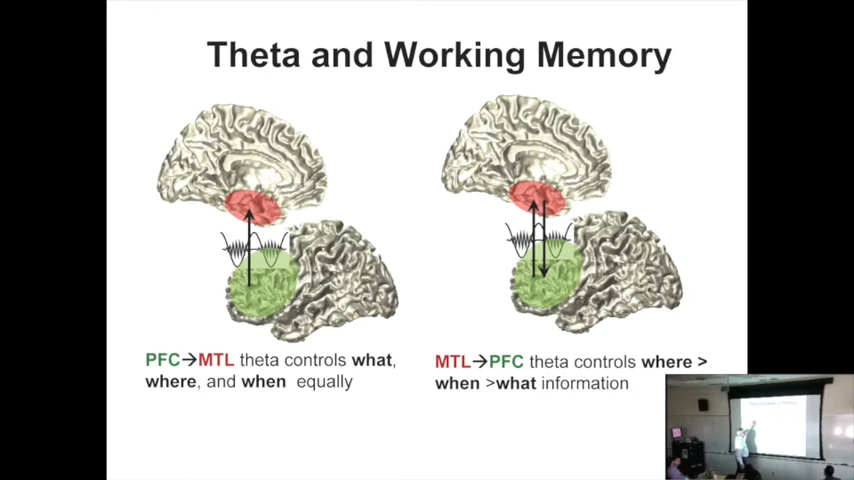 Theta and Working Memory
PFC→MTL theta controls what,
where, and when equally
MTL→PFC theta controls where >
when >what information